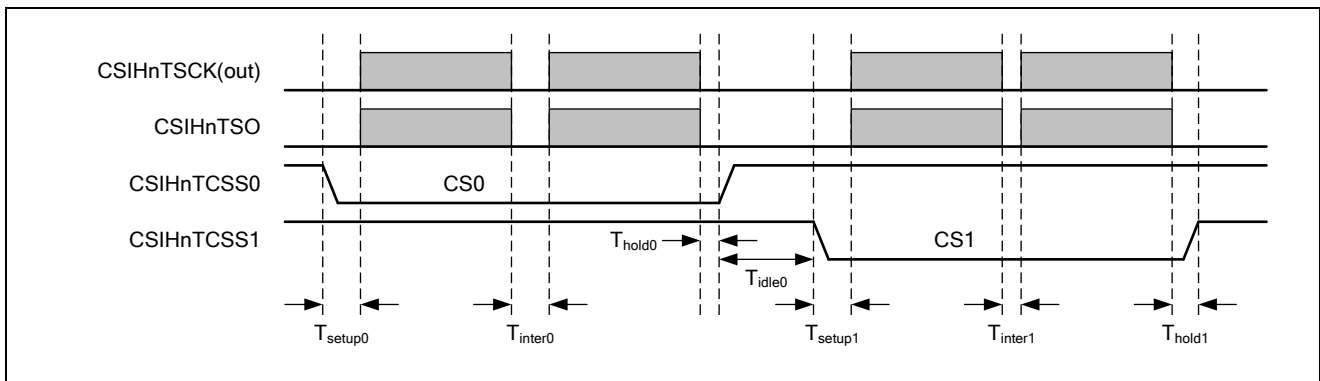 CSIHnTSCK(out)
CSIHnTSO
CSIHnTCSS0 CS0
CSIHnTCSS1 Thold0 CS1
Tidle0
Tsetup0 Tinter0 Tsetup1 Tinter1 Thold1